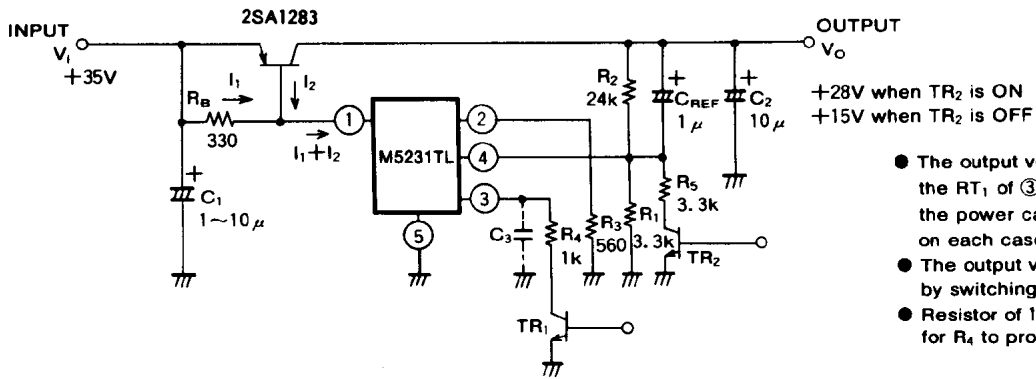 2SA1283
INPUT
OUTPUT
VI
VO
+35V
I1
I2
RB
R2
24k
CREF
1μ
C2
10μ
+28V when TR2 is ON
+15V when TR2 is OFF
330
I1+I2
①
②
M5231TL
④
③
⑤
C1
1~10μ
R5
3.3k
C3
R4
1k
R3
560
R1
3.3k
TR2
TR1
● The output v
the RT1 of ③
the power ca
on each case
● The output v
by switching
● Resistor of 1
for R4 to pro